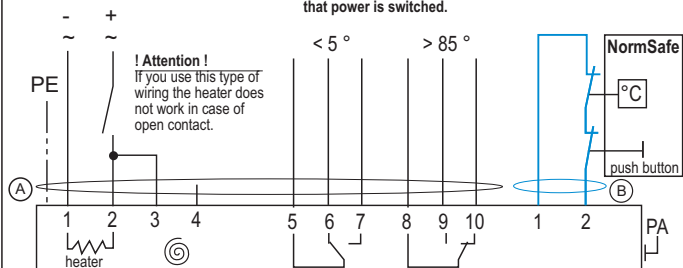 that power is switched.
- +
~ ~
! Attention !
If you use this type of
wiring the heater does
not work in case of
open contact.
< 5 ° > 85 °
NormSafe
°C
push button
PE
A
B
1 2 3 4 5 6 7 8 9 10 1 2
PA
heater